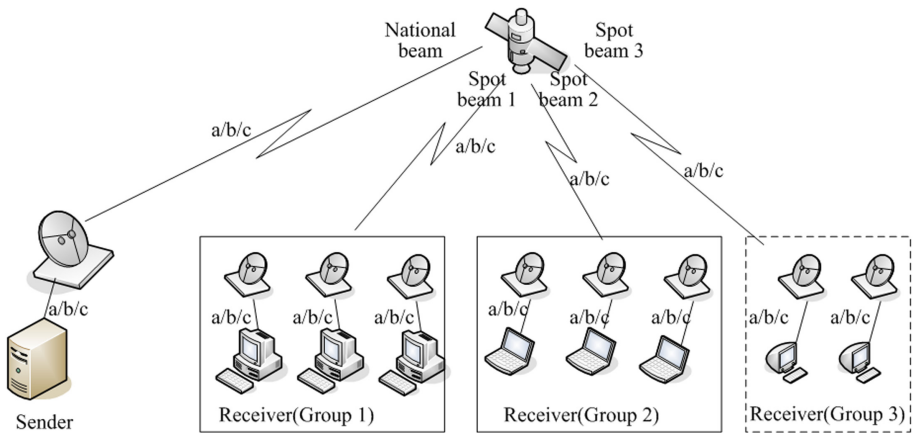 National
beam
Spot
beam 3
Spot
beam 1
Spot
beam 2
a/b/c
a/b/c
a/b/c
a/b/c
a/b/c
a/b/c
a/b/c
a/b/c
a/b/c
a/b/c
a/b/c
a/b/c
a/b/c
Sender
Receiver(Group 1)
Receiver(Group 2)
Receiver(Group 3)